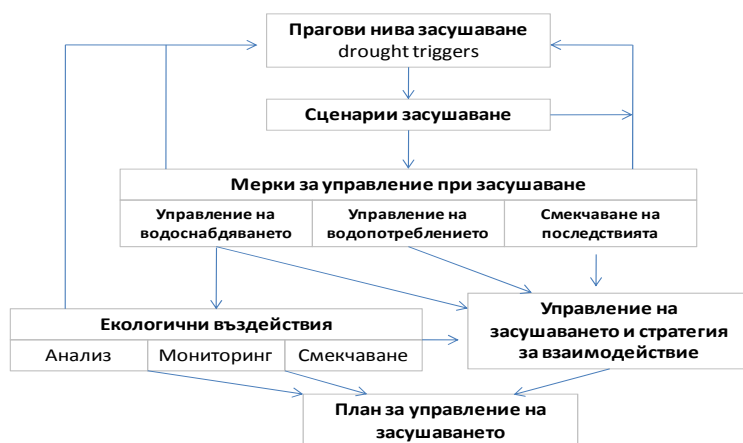 Прагови нива засушаване
drought triggers
Сценарии засушаване
Мерки за управление при засушаване
Управление на
водоснабдяването
Управление на
водопотреблението
Смекчаване на
последствията
Екологични въздействия
Анализ
Мониторинг
Смекчаване
Управление на
засушаването и стратегия
за взаимодействие
План за управление на
засушаването